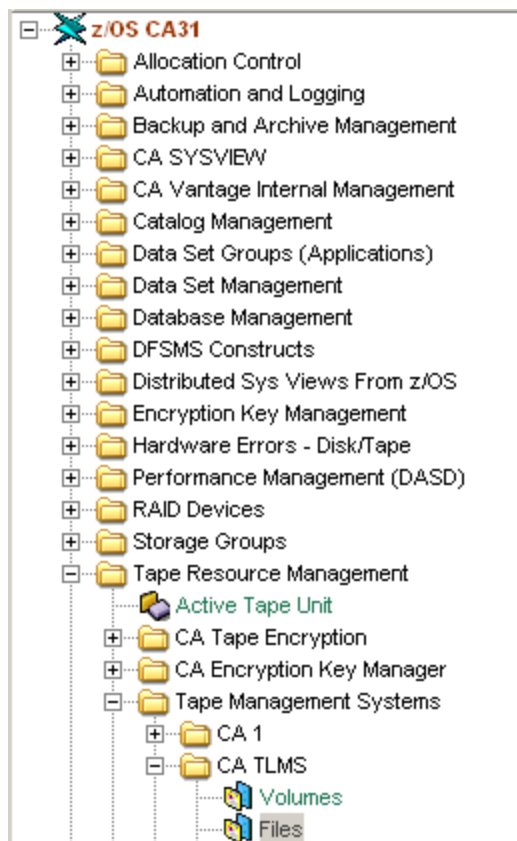 z/OS CA31
Allocation Control
Automation and Logging
Backup and Archive Management
CA SYSVIEW
CA Vantage Internal Management
Catalog Management
Data Set Groups (Applications)
Data Set Management
Database Management
DFSMS Constructs
Distributed Sys Views From z/OS
Encryption Key Management
Hardware Errors - Disk/Tape
Performance Management (DASD)
RAID Devices
Storage Groups
Tape Resource Management
Active Tape Unit
CA Tape Encryption
CA Encryption Key Manager
Tape Management Systems
CA 1
CA TLMS
Volumes
Files